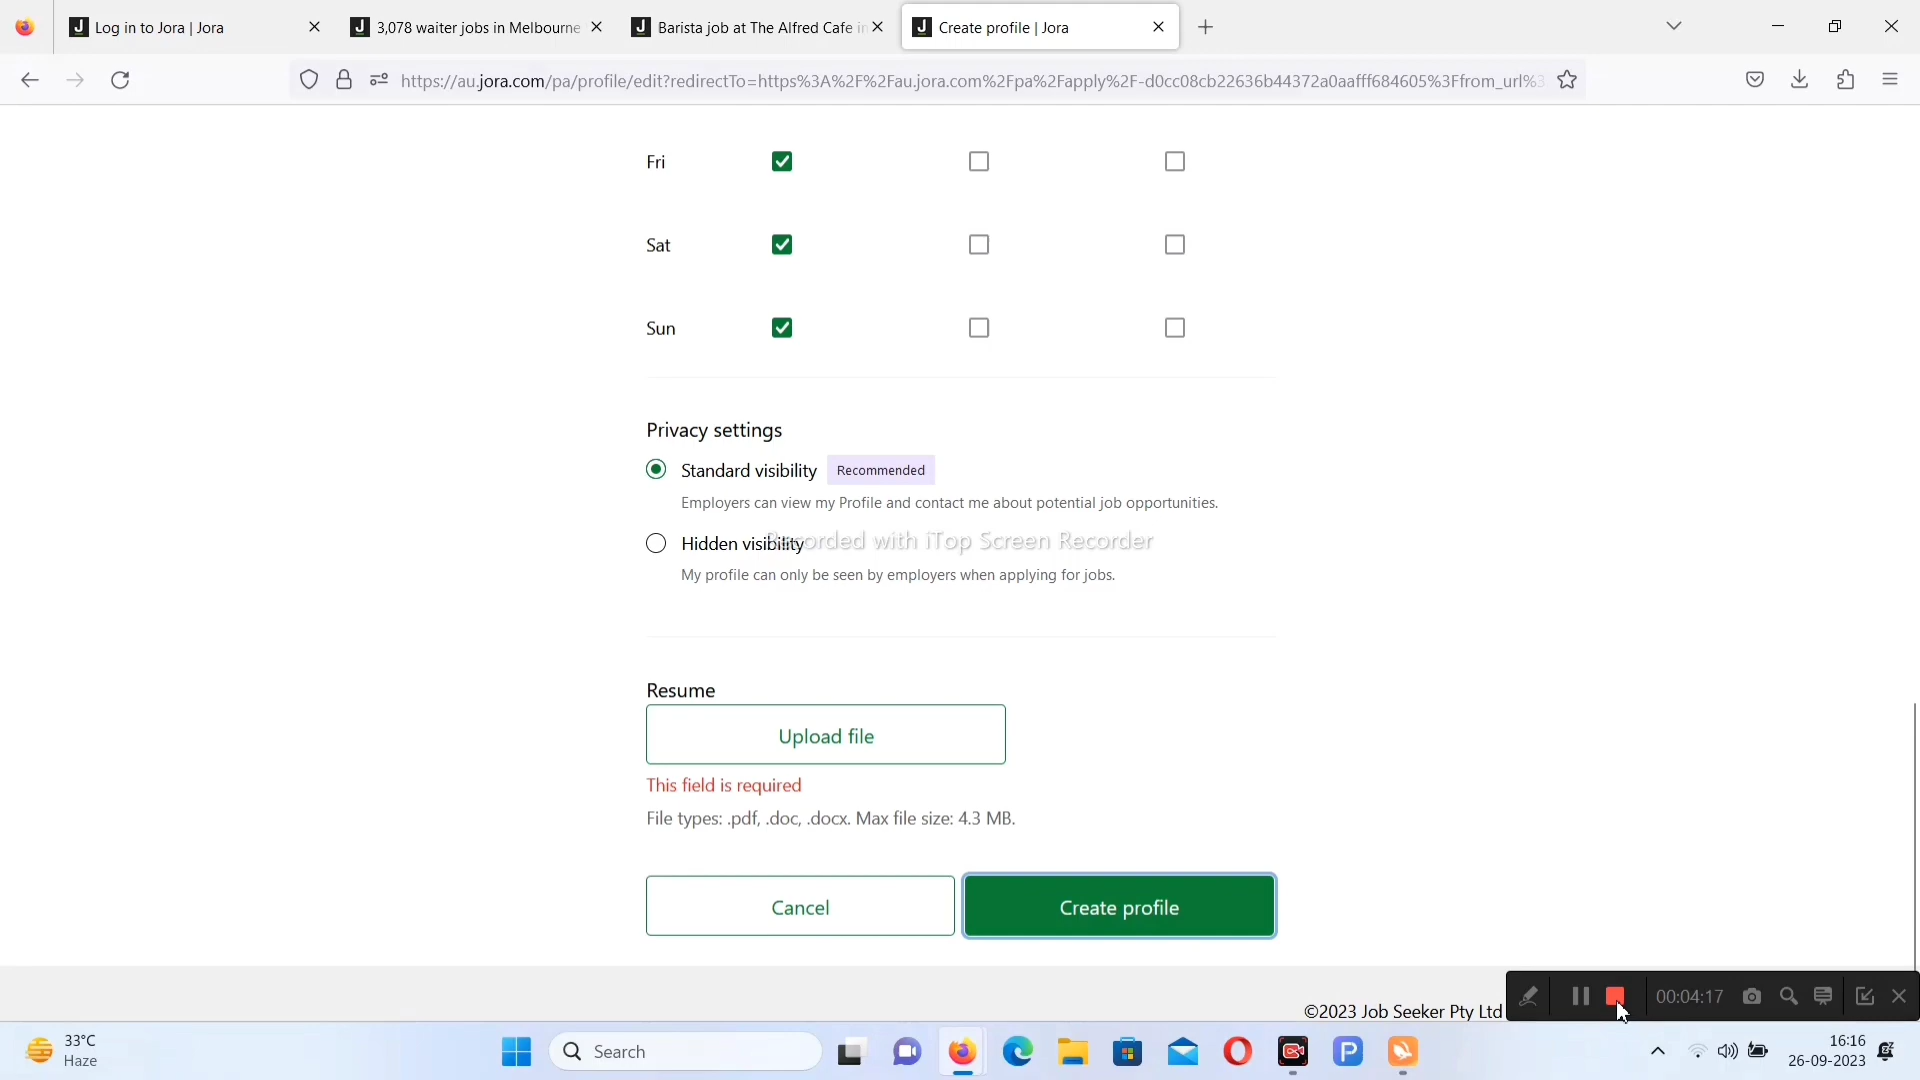 Log in to Jora | Jora
3,078 waiter jobs in Melbourne
Barista job at The Alfred Cafe in
Create profile | Jora
https://au.jora.com/pa/profile/edit?redirectTo=https%3A%2F%2Fau.jora.com%2Fpa%2Fapply%2F-d0cc08cb22636b44372a0aafff684605%3Ffrom_url%3
Fri
Sat
Sun
Privacy settings
Standard visibility Recommended
Employers can view my Profile and contact me about potential job opportunities.
Hidden visibility
Recorded with iTop Screen Recorder
My profile can only be seen by employers when applying for jobs.
Resume
Upload file
This field is required
File types: .pdf, .doc, .docx. Max file size: 4.3 MB.
Cancel
Create profile
©2023 Job Seeker Pty Ltd
00:04:17
33°C
Haze
Search
16:16
26-09-2023